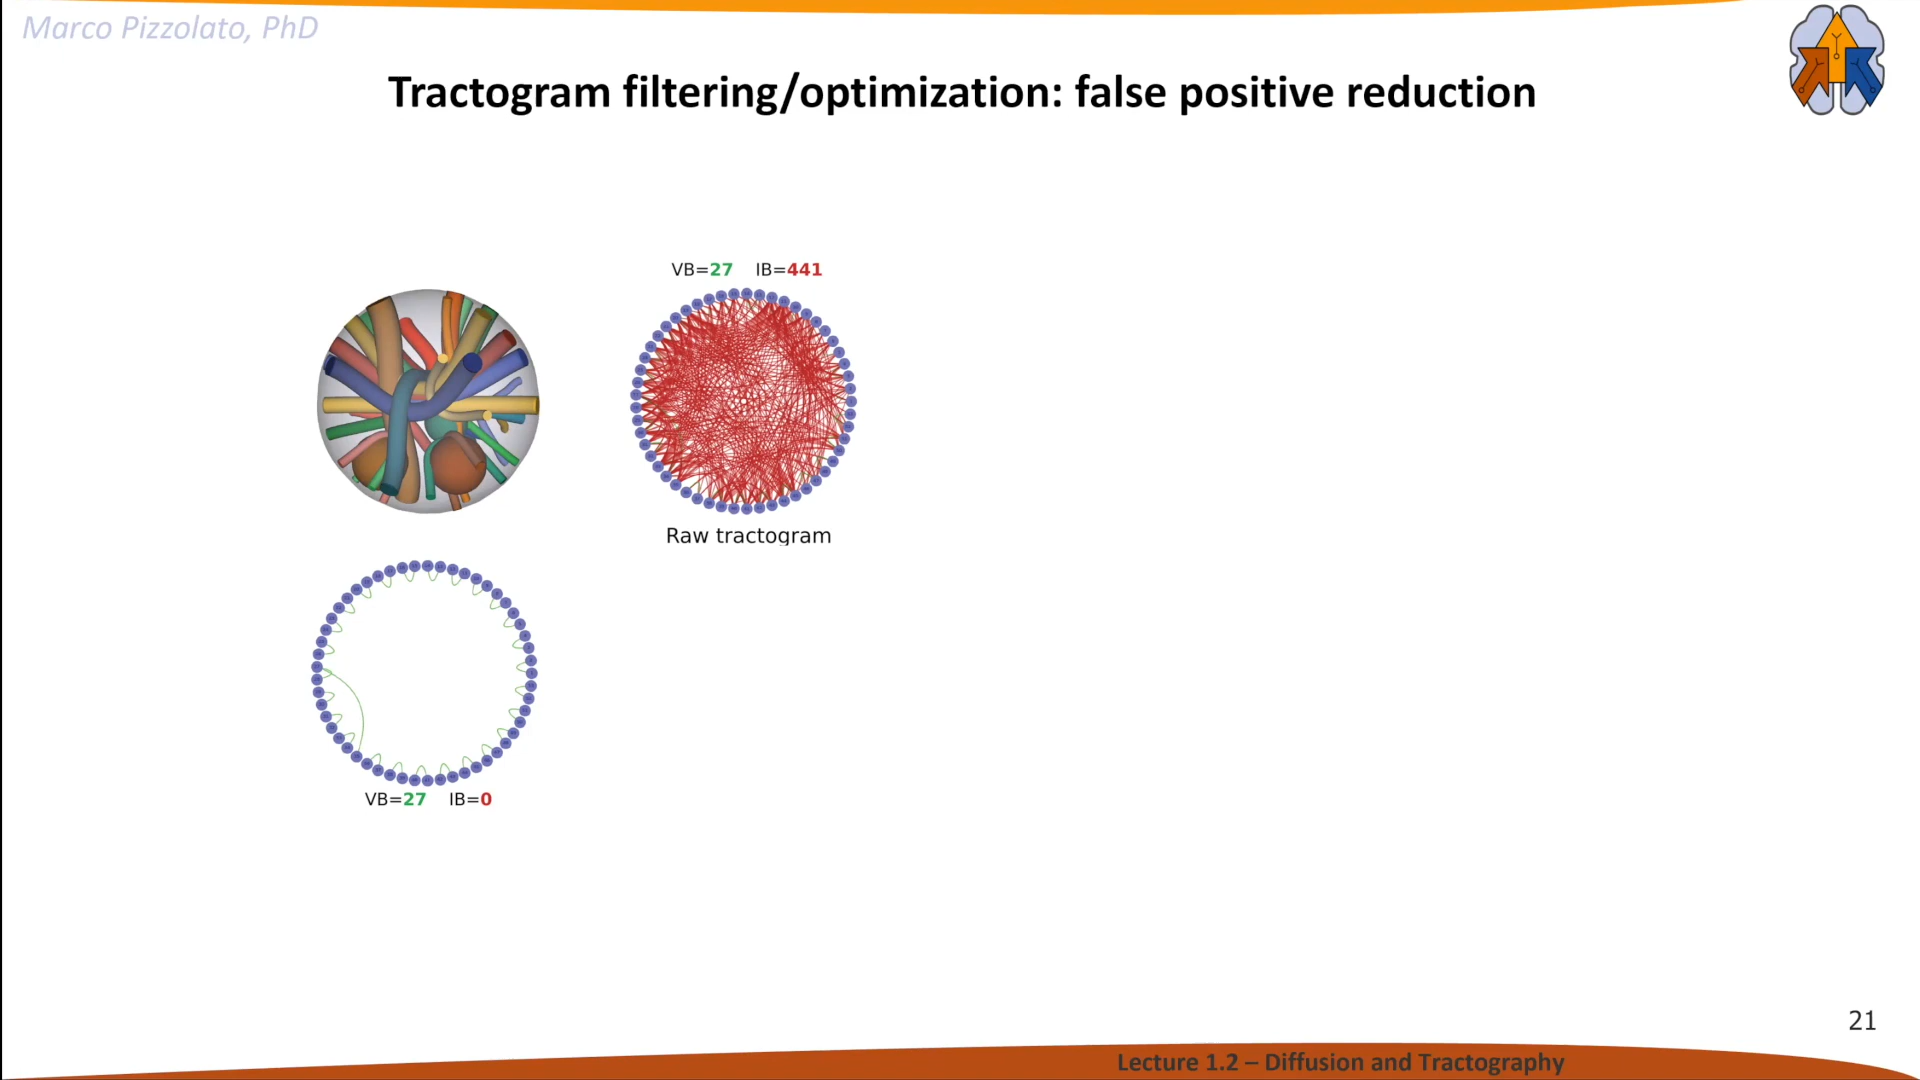 Marco Pizzolato, PhD
Tractogram filtering/optimization: false positive reduction
VB=27 IB=441
Raw tractogram
VB=27 IB=0
21
Lecture 1.2 – Diffusion and Tractography